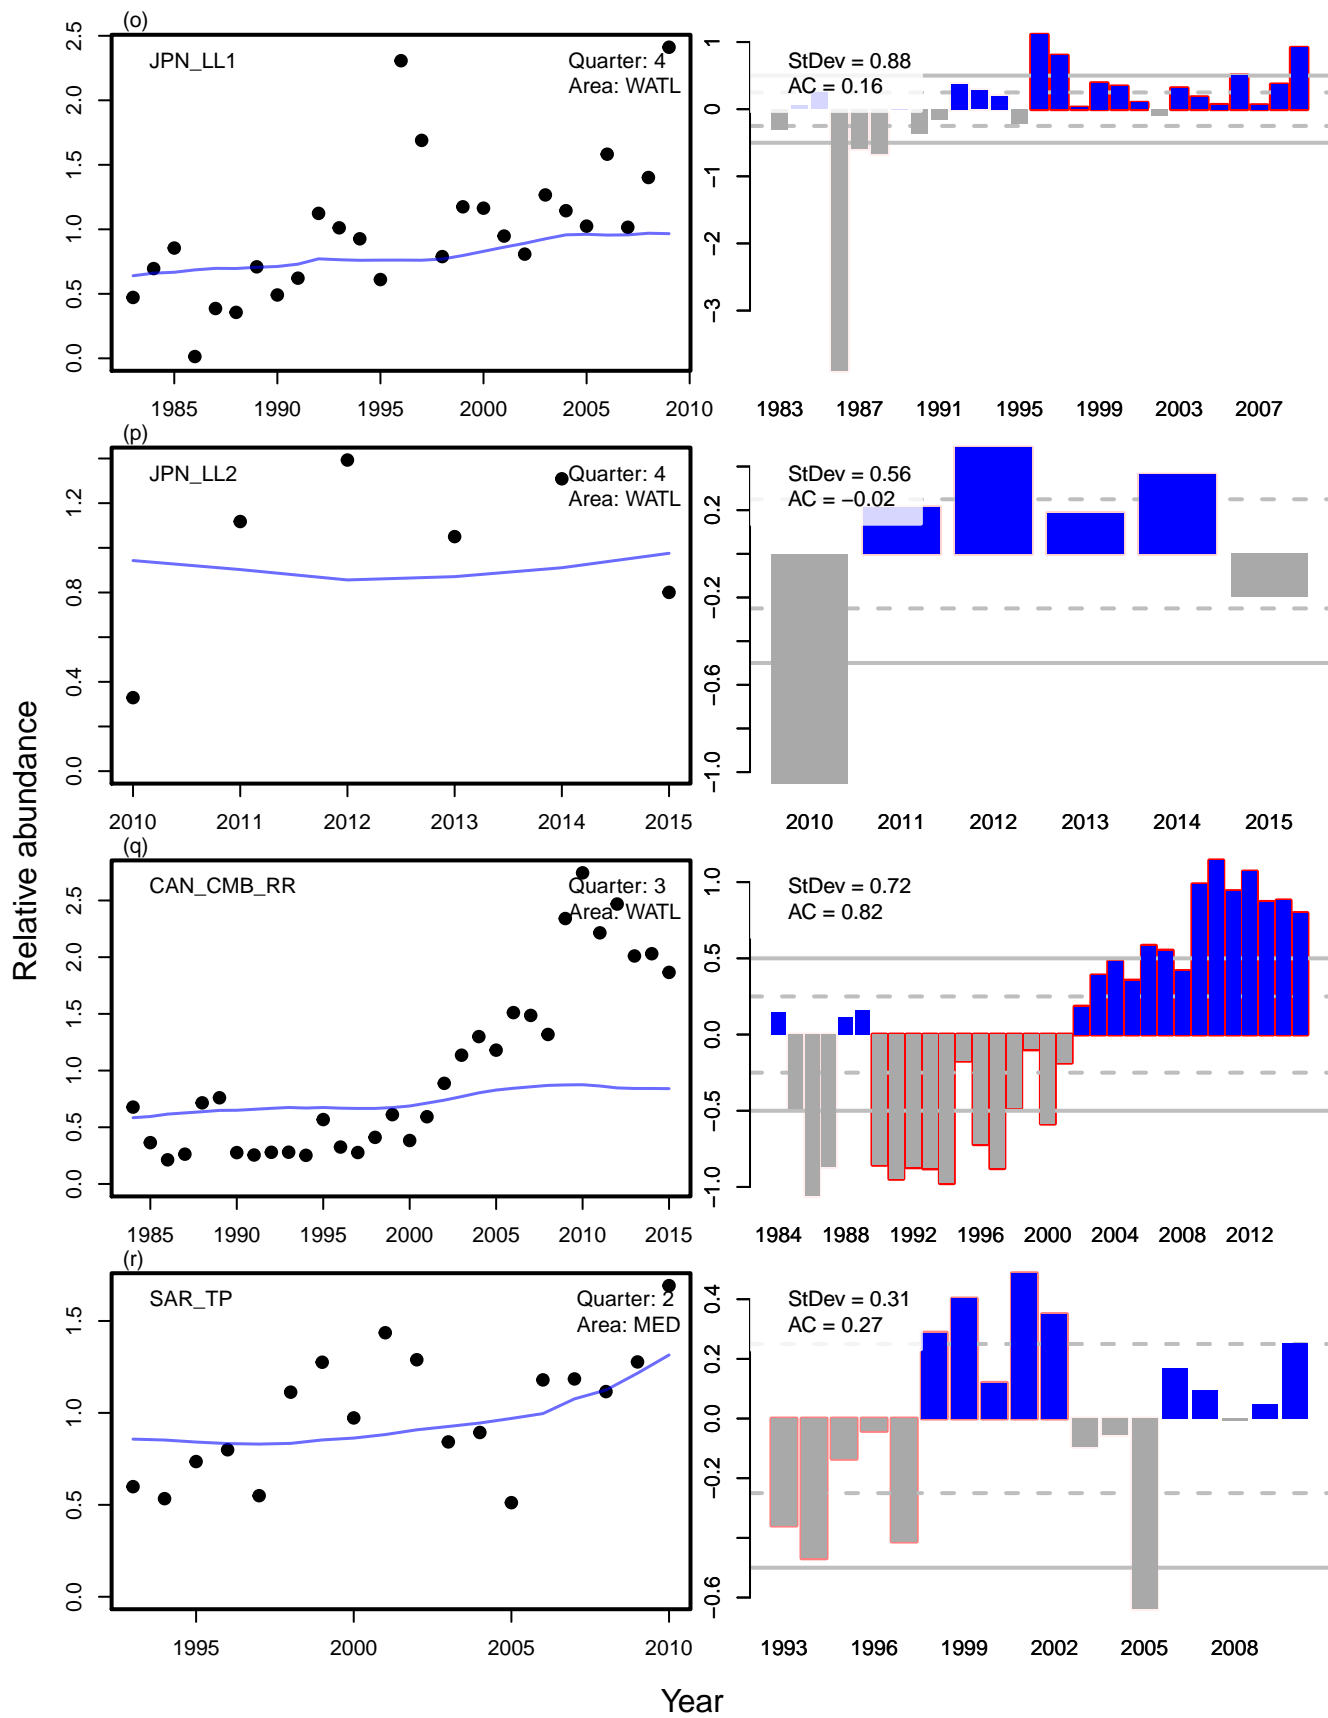 Relative abundance
(o)
JPN_LL1
Quarter: 4
Area: WATL
0.0 0.5 1.0 1.5 2.0 2.5
1985 1990 1995 2000 2005 2010
StDev = 0.88
AC = 0.16
−3 −2 −1 0 1
1983 1987 1991 1995 1999 2003 2007
(p)
JPN_LL2
Quarter: 4
Area: WATL
0.0 0.4 0.8 1.2
2010 2011 2012 2013 2014 2015
StDev = 0.56
AC = −0.02
−1.0 −0.6 −0.2 0.2
2010 2011 2012 2013 2014 2015
(q)
CAN_CMB_RR
Quarter: 3
Area: WATL
0.0 0.5 1.0 1.5 2.0 2.5
1985 1990 1995 2000 2005 2010 2015
StDev = 0.72
AC = 0.82
−1.0 −0.5 0.0 0.5 1.0
1984 1988 1992 1996 2000 2004 2008 2012
(r)
SAR_TP
Quarter: 2
Area: MED
0.0 0.5 1.0 1.5
1995 2000 2005 2010
StDev = 0.31
AC = 0.27
−0.6 −0.2 0.0 0.2 0.4
1993 1996 1999 2002 2005 2008
Year